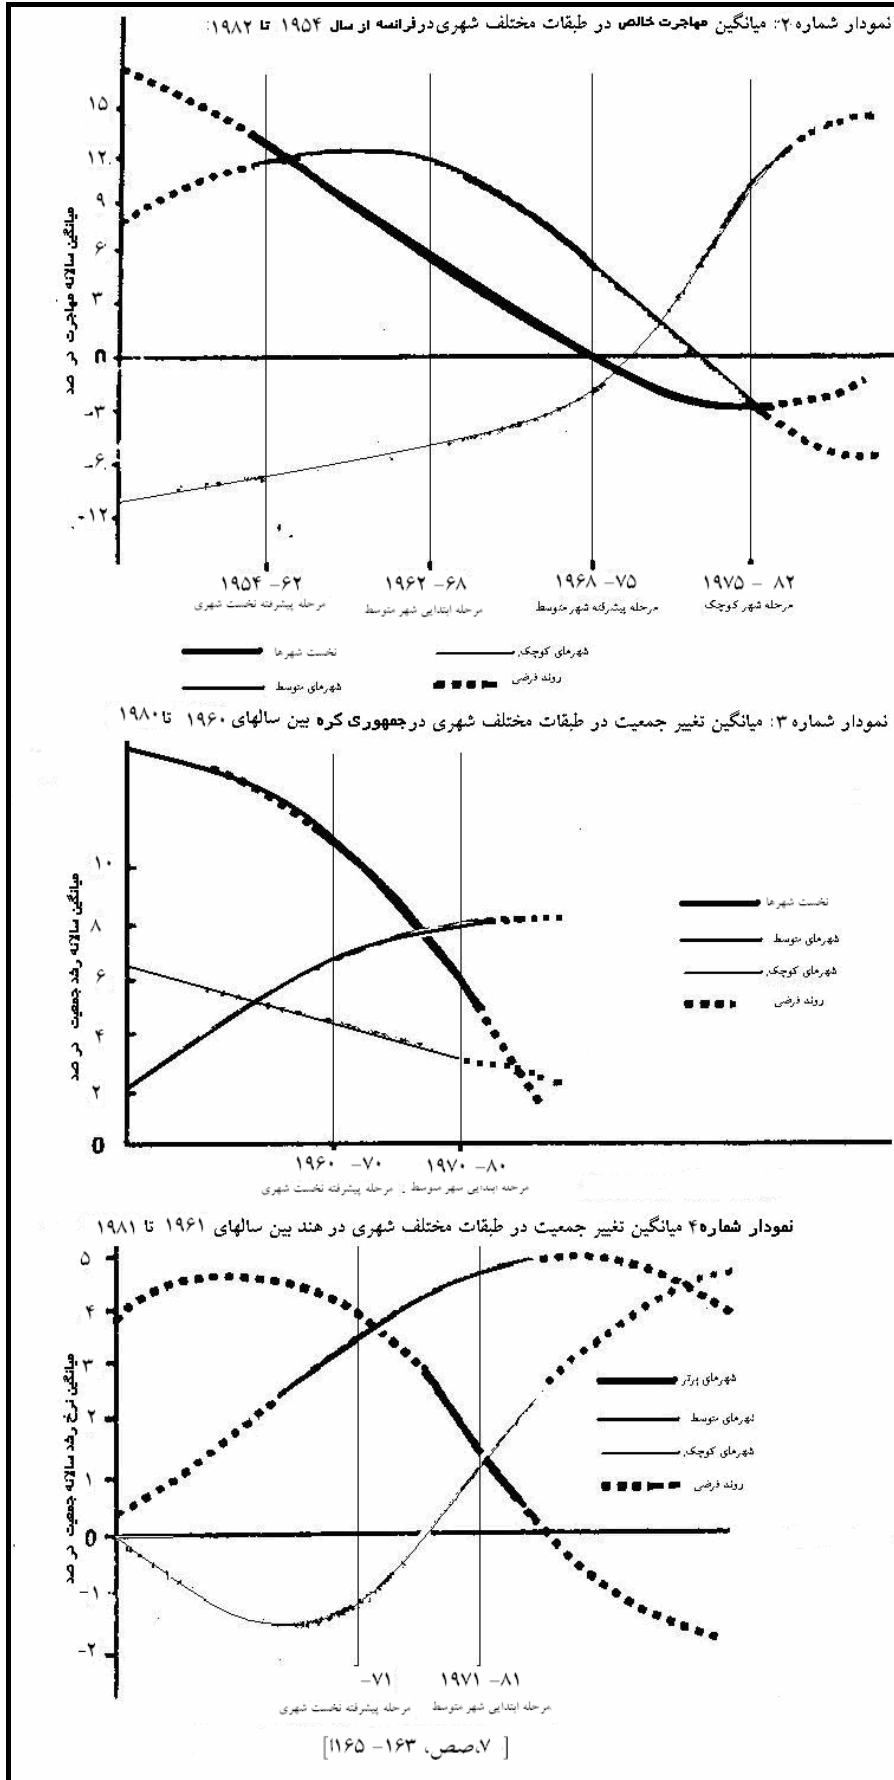 نمودار شماره ۲: میانگین مهاجرت خالص در طبقات مختلف شهری در فرانسه از سال ۱۹۵۴ تا ۱۹۸۲:
میانگین سالانه مهاجرت در صد
۱۵
۱۲
۹
۶
۳
0
-۳
-۶
-۱۲
۱۹۵۴ -۶۲
۱۹۶۲ -۶۸
۱۹۶۸ -۷۵
۱۹۷۵ - ۸۲
مرحله پیشرفته نخست شهری
مرحله ابتدایی شهر متوسط
مرحله پیشرفته شهر متوسط
مرحله شهر کوچک
نخست شهرها
شهرهای کوچک
شهرهای متوسط
روند فرضی
نمودار شماره ۳: میانگین تغییر جمعیت در طبقات مختلف شهری در جمهوری کره بین سالهای ۱۹۶۰ تا ۱۹۸۰
میانگین سالانه رشد جمعیت در صد
۱۰
۸
۶
۴
۲
0
نخست شهرها
شهرهای متوسط
شهرهای کوچک
روند فرضی
۱۹۶۰ -۷۰
۱۹۷۰ -۸۰
مرحله پیشرفته نخست شهری
مرحله ابتدایی شهر متوسط
نمودار شماره ۴ میانگین تغییر جمعیت در طبقات مختلف شهری در هند بین سالهای ۱۹۶۱ تا ۱۹۸۱
میانگین نرخ رشد سالانه جمعیت در صد
۵
۴
۳
۲
۱
0
-۱
-۲
شهرهای برتر
شهرهای متوسط
شهرهای کوچک
روند فرضی
-۷۱
۱۹۷۱ -۸۱
مرحله پیشرفته نخست شهری
مرحله ابتدایی شهر متوسط
[۷، صص، ۱۶۳- ۱۶۵]